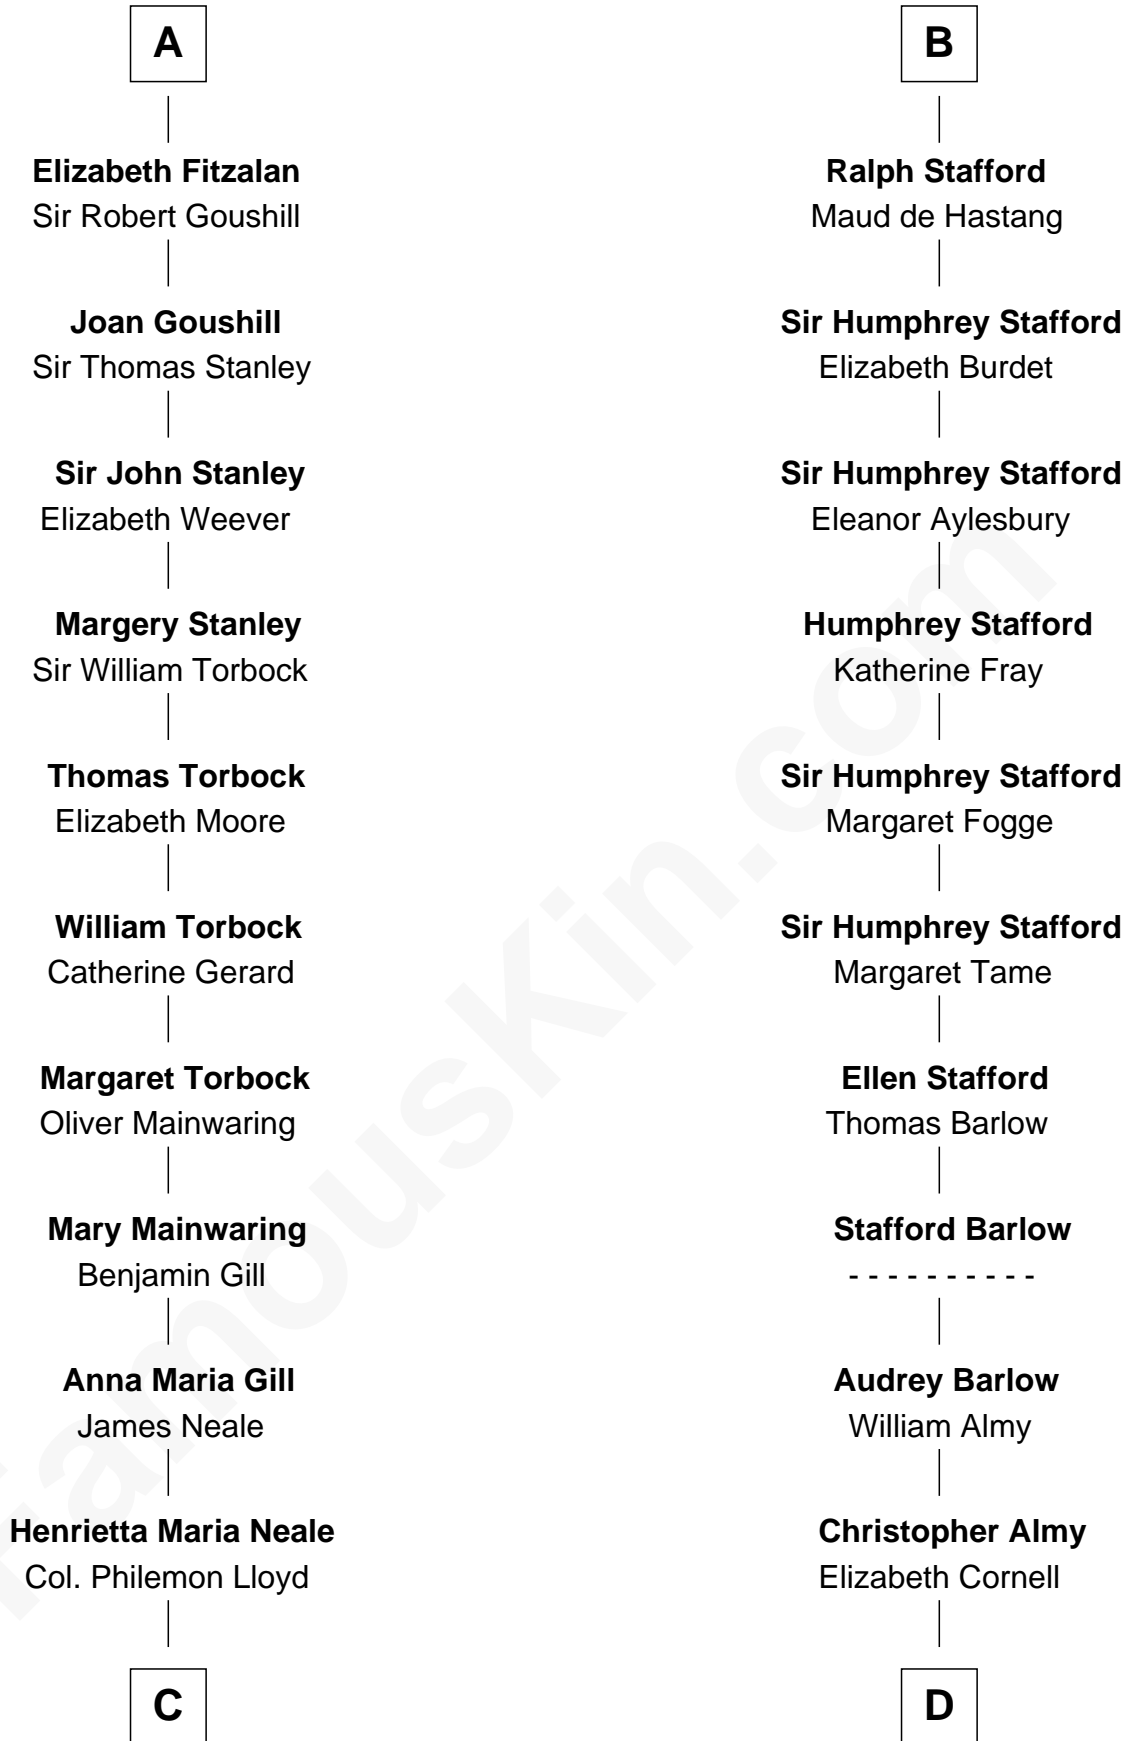 A
Elizabeth Fitzalan
Sir Robert Goushill
Joan Goushill
Sir Thomas Stanley
Sir John Stanley
Elizabeth Weever
Margery Stanley
Sir William Torbock
Thomas Torbock
Elizabeth Moore
William Torbock
Catherine Gerard
Margaret Torbock
Oliver Mainwaring
Mary Mainwaring
Benjamin Gill
Anna Maria Gill
James Neale
Henrietta Maria Neale
Col. Philemon Lloyd
C
B
Ralph Stafford
Maud de Hastang
Sir Humphrey Stafford
Elizabeth Burdet
Sir Humphrey Stafford
Eleanor Aylesbury
Humphrey Stafford
Katherine Fray
Sir Humphrey Stafford
Margaret Fogge
Sir Humphrey Stafford
Margaret Tame
Ellen Stafford
Thomas Barlow
Stafford Barlow
- - - - - - - - - -
Audrey Barlow
William Almy
Christopher Almy
Elizabeth Cornell
D
FamousKin.com